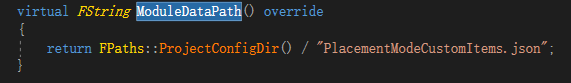 virtual FString ModuleDataPath() override
{
return FPaths::ProjectConfigDir() / "PlacementModeCustomItems.json";
}